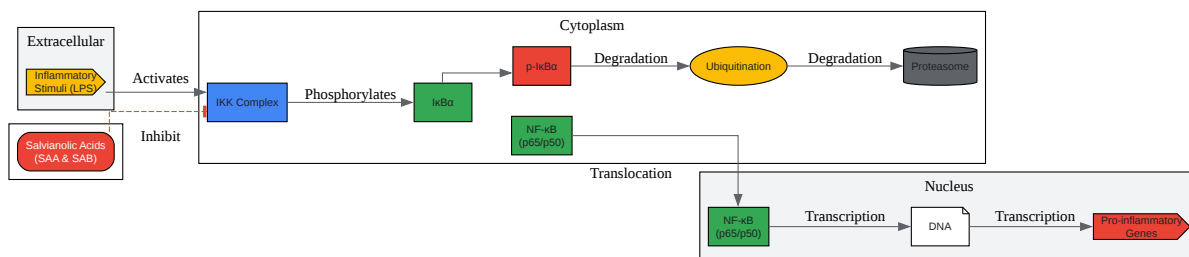 Extracellular
Inflammatory
Stimuli (LPS)
Activates
Salvianolic Acids
(SAA & SAB)
Inhibit
Cytoplasm
IKK Complex
Phosphorylates
IκBα
p-IκBα
Degradation
Ubiquitination
Degradation
Proteasome
NF-κB
(p65/p50)
Translocation
Nucleus
NF-κB
(p65/p50)
Transcription
DNA
Transcription
Pro-inflammatory
Genes